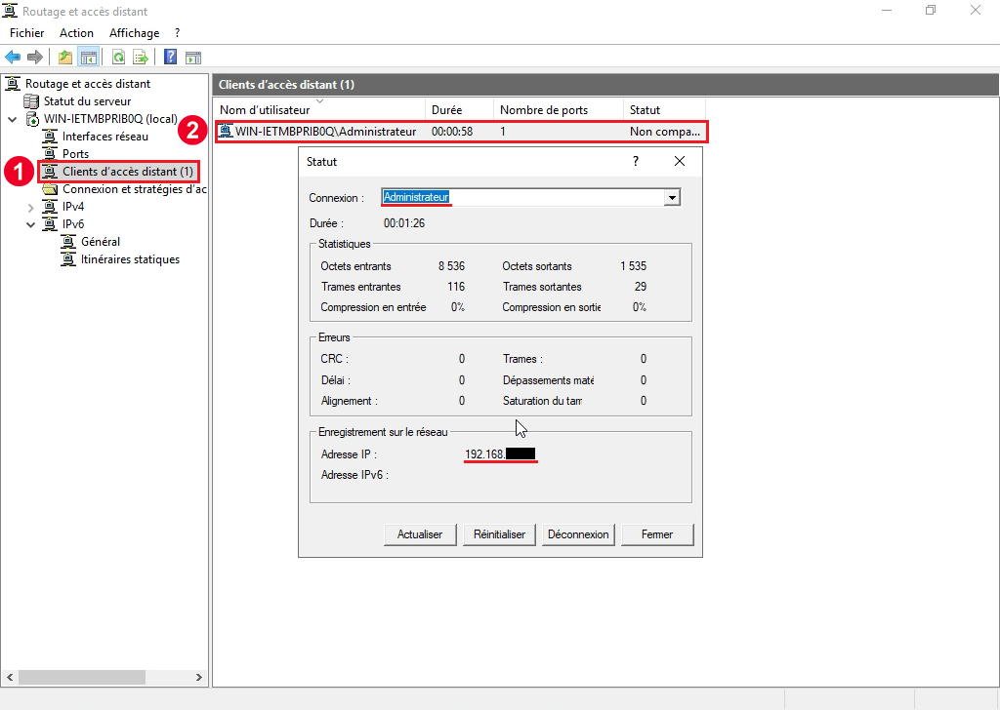 Routage et accès distant
Fichier Action Affichage ?
Routage et accès distant
Statut du serveur
WIN-IETMBPRIB0Q (local)
Interfaces réseau
Ports
1
Clients d'accès distant (1)
Connexion et stratégies d'ac
IPv4
IPv6
Général
Itinéraires statiques
Clients d'accès distant (1)
Nom d'utilisateur Durée Nombre de ports Statut
2
WIN-IETMBPRIB0Q\Administrateur 00:00:58 1 Non compa...
Statut ?
Connexion : Administrateur
Durée : 00:01:26
Statistiques
Octets entrants 8 536 Octets sortants 1 535
Trames entrantes 116 Trames sortantes 29
Compression en entrée 0% Compression en sortie 0%
Erreurs
CRC : 0 Trames : 0
Délai : 0 Dépassements maté 0
Alignement : 0 Saturation du tam 0
Enregistrement sur le réseau
Adresse IP : 192.168.
Adresse IPv6 :
Actualiser Réinitialiser Déconnexion Fermer